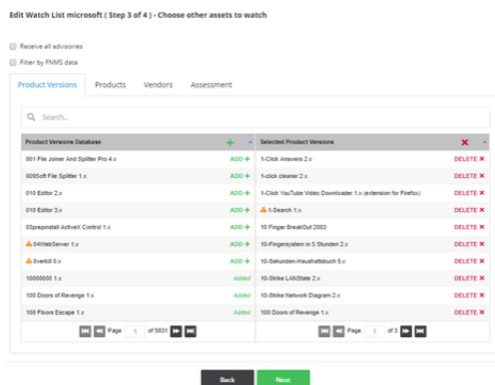 Edit Watch List microsoft ( Step 3 of 4 ) - Choose other assets to watch
Receive all advisories
Filter by FNMS data
Product Versions Products Vendors Assessment
Search...
Product Versions Database
001 File Joiner And Splitter Pro 4.x ADD +
009Soft File Splitter 1.x ADD +
010 Editor 2.x ADD +
010 Editor 3.x ADD +
03prepinstall ActiveX Control 1.x ADD +
04WebServer 1.x ADD +
0verkill 0.x ADD +
10000000 1.x Added
100 Doors of Revenge 1.x Added
100 Floors Escape 1.x Added
Page 1 of 5931
Selected Product Versions
1-Click Answers 2.x DELETE ✖
1-click cleaner 2.x DELETE ✖
1-Click YouTube Video Downloader 1.x (extension for Firefox) DELETE ✖
1-Search 1.x DELETE ✖
10 Finger BreakOut 2003 DELETE ✖
10-Fingersystem in 5 Stunden 2.x DELETE ✖
10-Sekunden-Haushaltsbuch 5.x DELETE ✖
10-Strike LANState 2.x DELETE ✖
10-Strike Network Diagram 2.x DELETE ✖
100 Doors of Revenge 1.x DELETE ✖
Page 1 of 3
Back Next